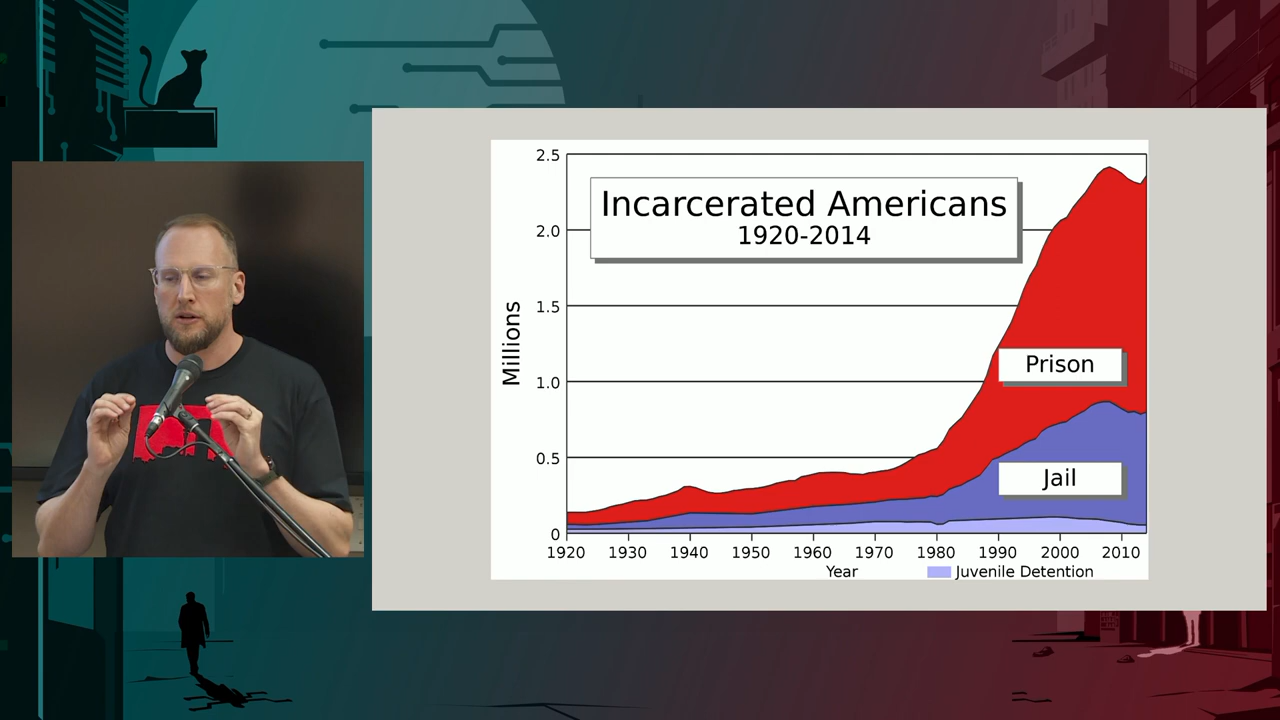 Incarcerated Americans
1920-2014
Millions
2.5
2.0
1.5
1.0
0.5
0
Prison
Jail
1920 1930 1940 1950 1960 1970 1980 1990 2000 2010
Year
Juvenile Detention